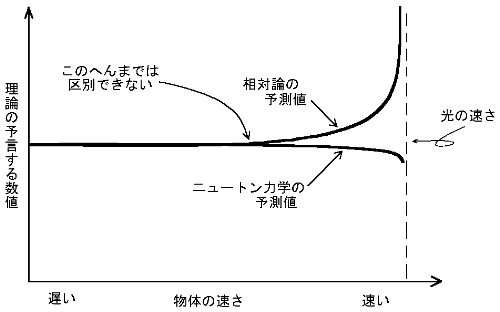 このへんまでは
区別できない
相対論の
予測値
光の速さ
理論の予言する数値
ニュートン力学の
予測値
遅い
物体の速さ
速い